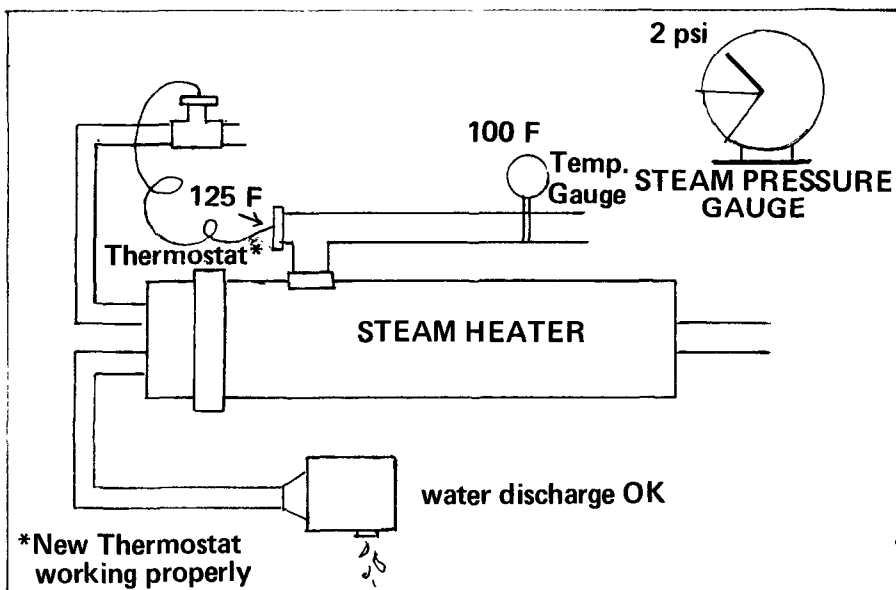 2 psi
100 F
Temp.
Gauge
STEAM PRESSURE
GAUGE
125 F
Thermostat*
STEAM HEATER
water discharge OK
*New Thermostat
working properly